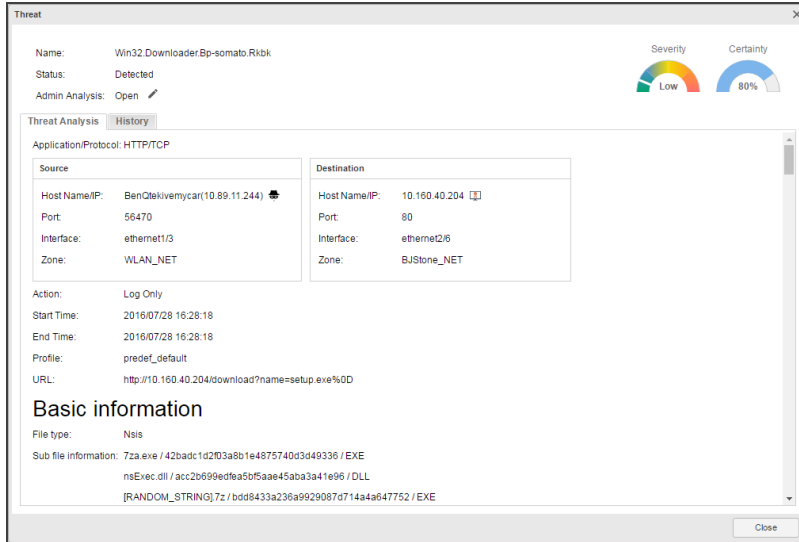 Threat
Name: Win32.Downloader.Bp-somato.Rkbk
Status: Detected
Admin Analysis: Open
Severity
Low
Certainty
80%
Threat Analysis
History
Application/Protocol: HTTP/TCP
Source
Host Name/IP: BenQtekivemycar(10.89.11.244)
Port: 56470
Interface: ethernet1/3
Zone: WLAN_NET
Destination
Host Name/IP: 10.160.40.204
Port: 80
Interface: ethernet2/6
Zone: BJStone_NET
Action: Log Only
Start Time: 2016/07/28 16:28:18
End Time: 2016/07/28 16:28:18
Profile: predef_default
URL: http://10.160.40.204/download?name=setup.exe%0D
Basic information
File type: Nsis
Sub file information: 7za.exe / 42badc1d2f03a8b1e4875740d3d49336 / EXE
nsExec.dll / acc2b699edfea5bf5aae45aba3a41e96 / DLL
[RANDOM_STRING].7z / bdd8433a236a9929087d714a4a647752 / EXE
Close